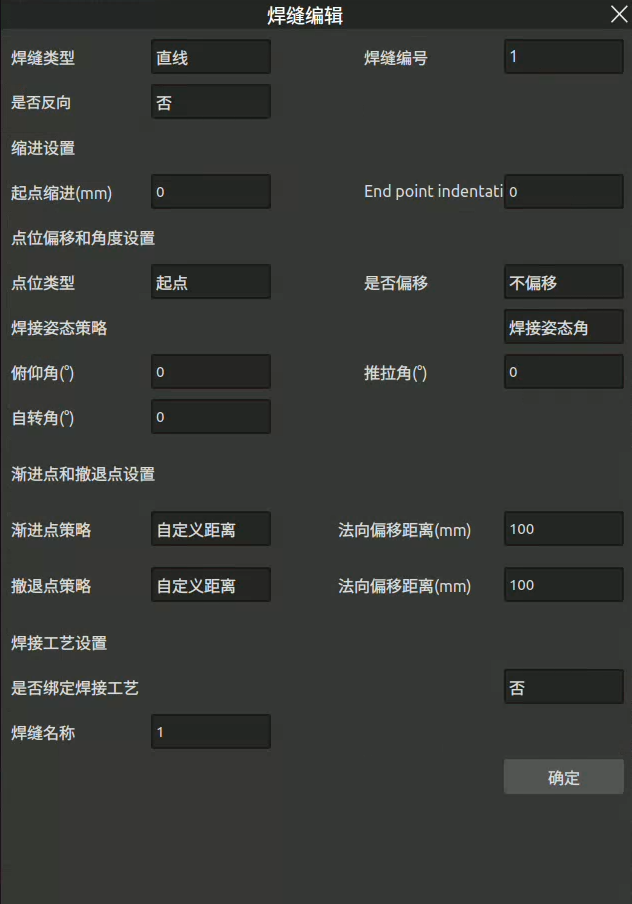 焊缝编辑
焊缝类型 直线 焊缝编号 1
是否反向 否
缩进设置
起点缩进(mm) 0 End point indentati 0
点位偏移和角度设置
点位类型 起点 是否偏移 不偏移
焊接姿态策略 焊接姿态角
俯仰角(°) 0 推拉角(°) 0
自转角(°) 0
渐进点和撤退点设置
渐进点策略 自定义距离 法向偏移距离(mm) 100
撤退点策略 自定义距离 法向偏移距离(mm) 100
焊接工艺设置
是否绑定焊接工艺 否
焊缝名称 1
确定